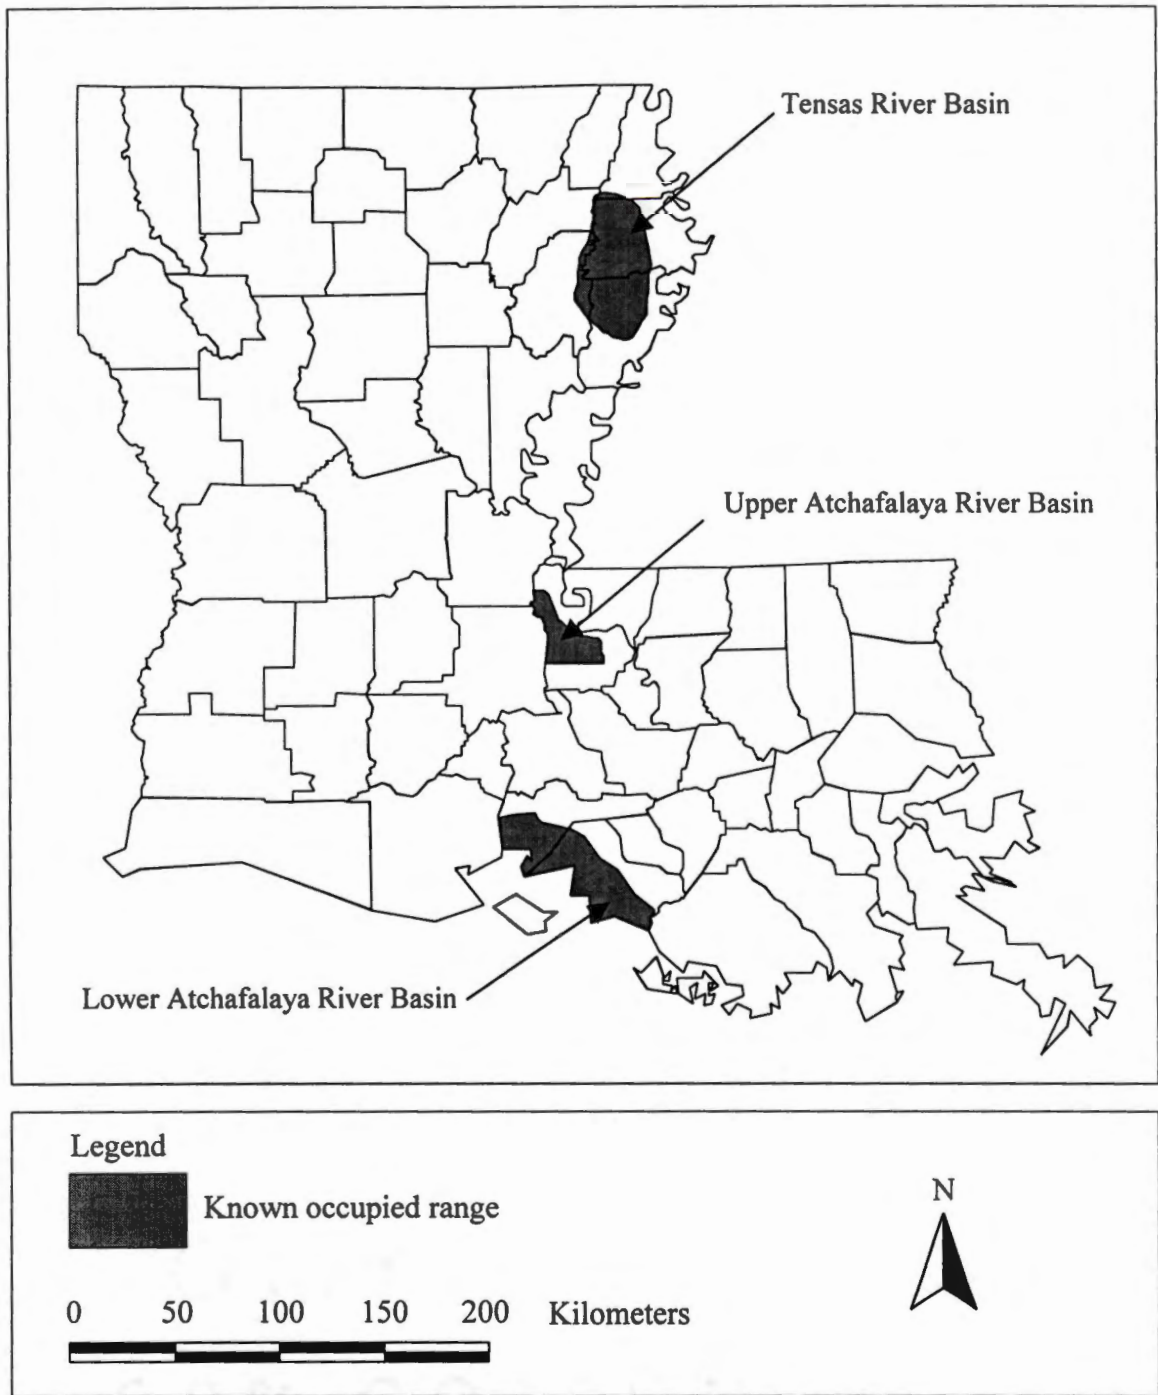 Tensas River Basin
Upper Atchafalaya River Basin
Lower Atchafalaya River Basin
Legend
Known occupied range
N
0 50 100 150 200 Kilometers